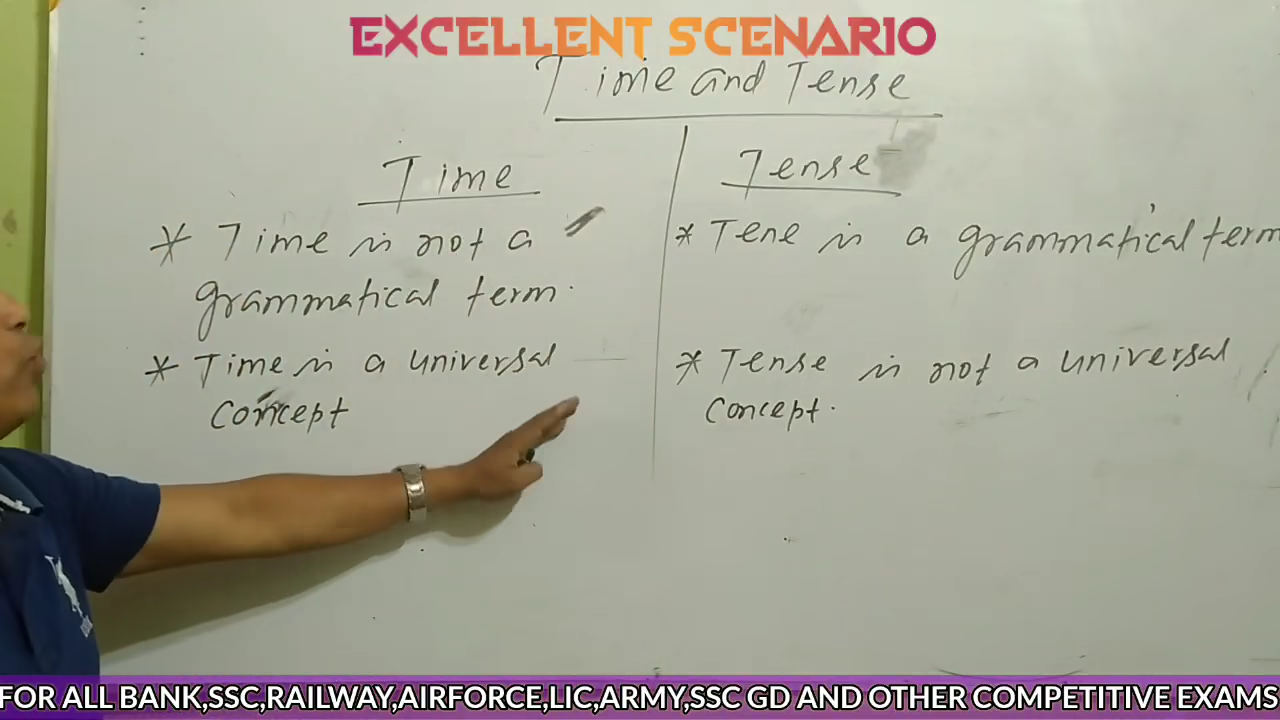 EXCELLENT SCENARIO
Time and Tense
Time
* Time is not a
grammatical term.
* Time is a universal
concept
Tense
* Tene is a grammatical term
* Tense is not a universal
concept.
FOR ALL BANK,SSC,RAILWAY,AIRFORCE,LIC,ARMY,SSC GD AND OTHER COMPETITIVE EXAMS